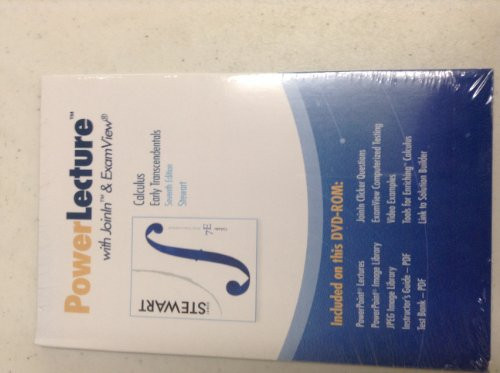 PowerLecture™
with JoinIn™ & ExamView®
Calculus
Early Transcendentals
Seventh Edition
Stewart
STEWART
7E
Included on this DVD-ROM:
PowerPoint® Lectures
PowerPoint® Image Library
JPEG Image Library
Instructor's Guide – PDF
Test Bank – PDF
JoinIn Clicker Questions
ExamView Computerized Testing
Video Examples
Tools for Enriching™ Calculus
Link to Solution Builder